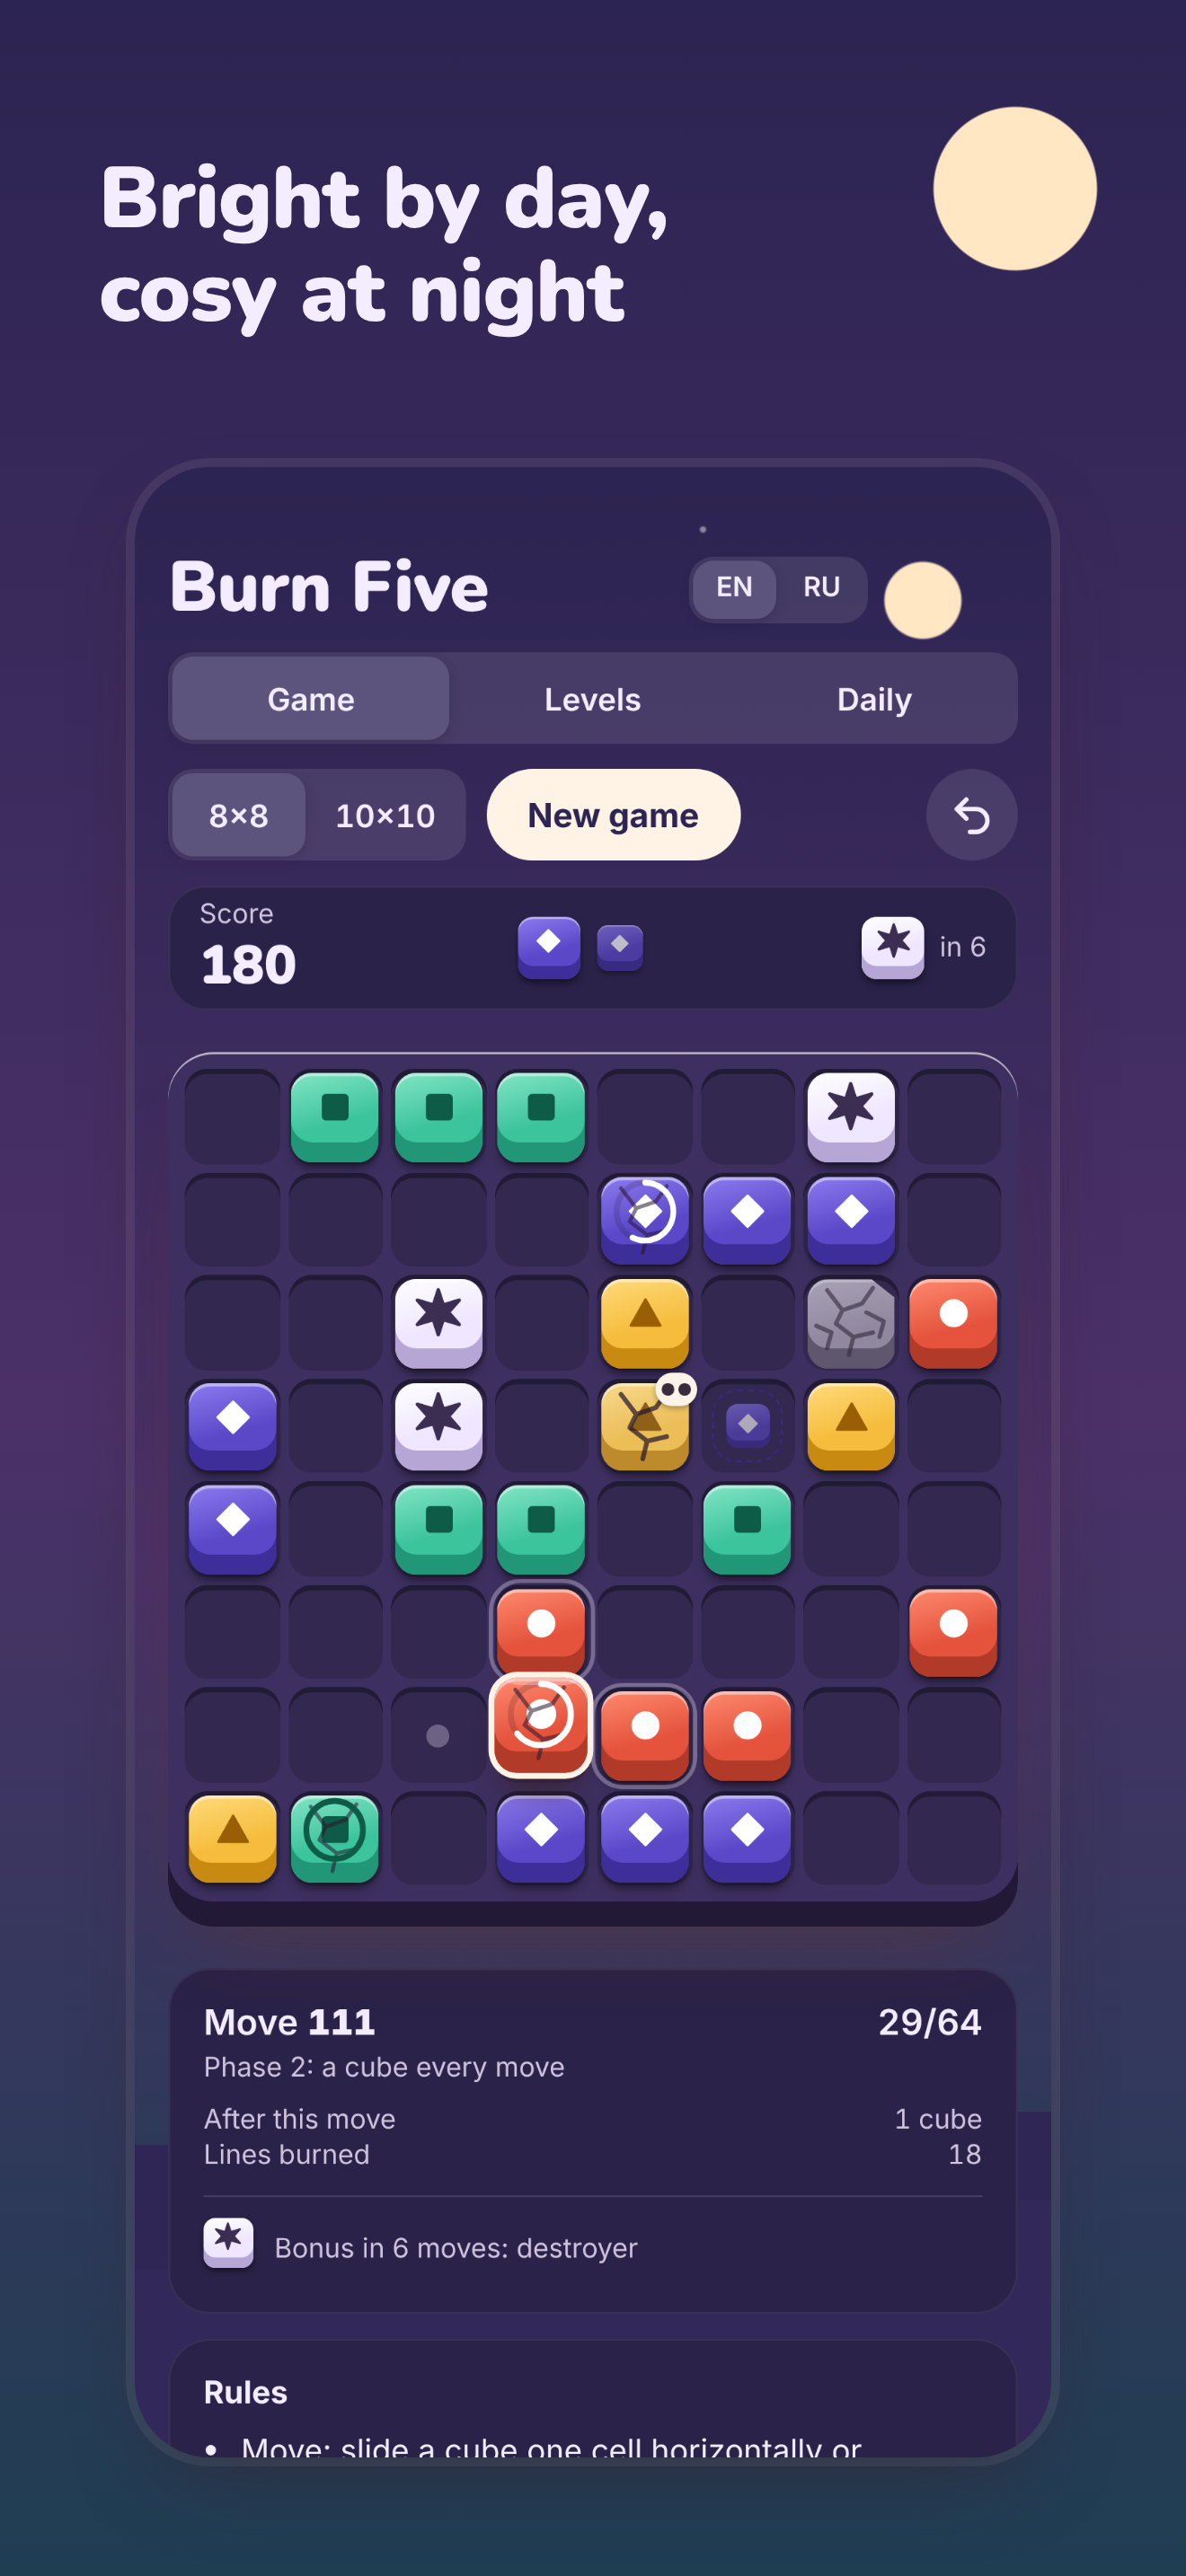 Bright by day,
cosy at night
Burn Five
EN RU
Game Levels Daily
8×8 10×10 New game
Score
180
in 6
Move 111 29/64
Phase 2: a cube every move
After this move 1 cube
Lines burned 18
Bonus in 6 moves: destroyer
Rules
• Move: slide a cube one cell horizontally or